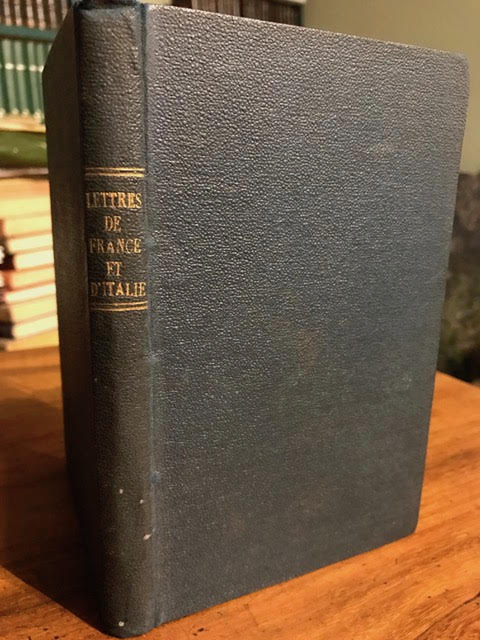 LETTRES
DE
FRANCE
ET
D'ITALIE